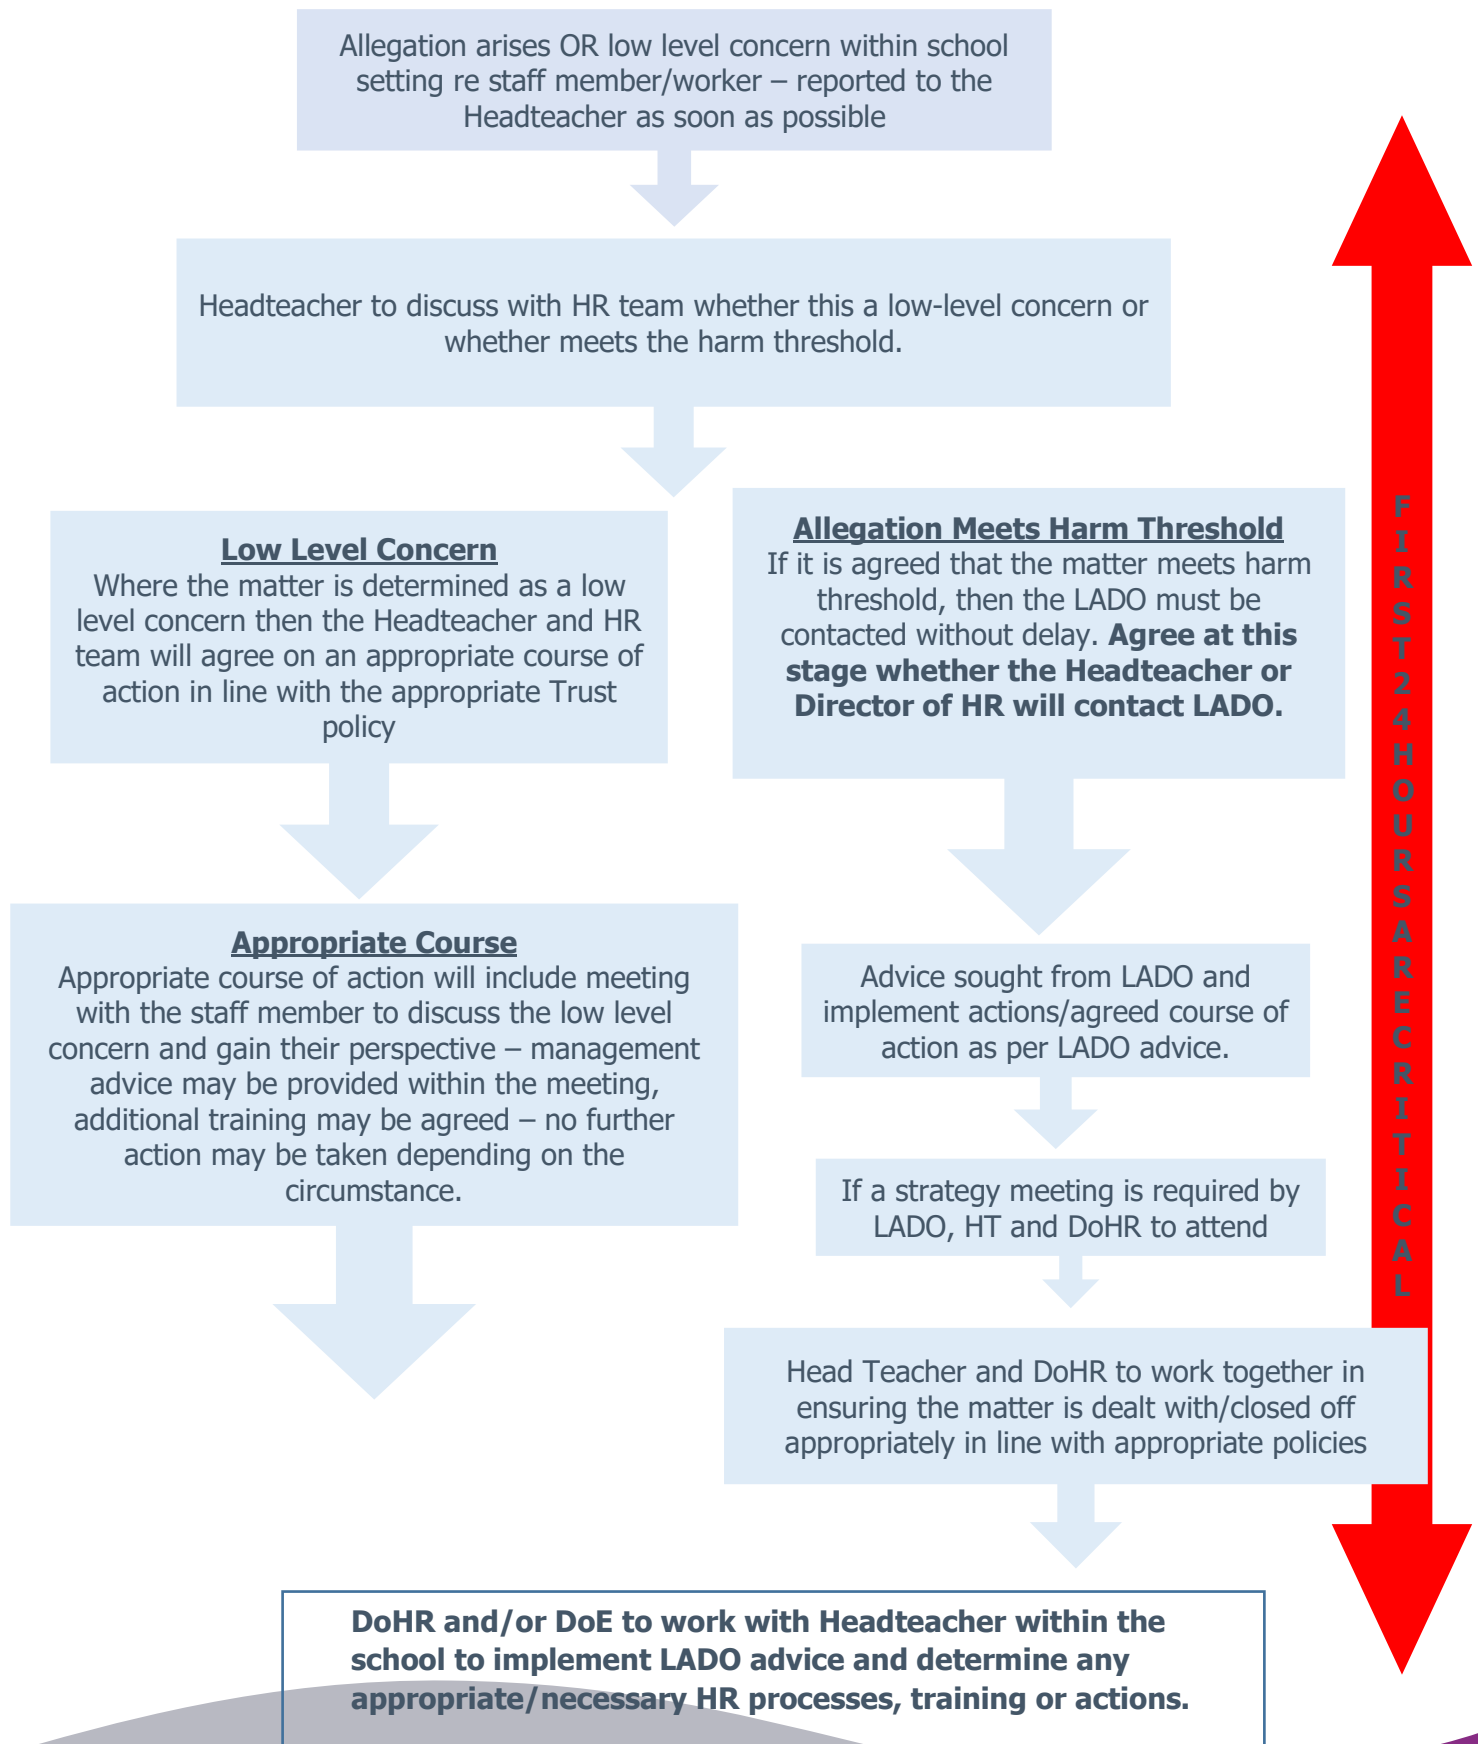 Allegation arises OR low level concern within school
setting re staff member/worker – reported to the
Headteacher as soon as possible
Headteacher to discuss with HR team whether this a low-level concern or
whether meets the harm threshold.
Low Level Concern
Where the matter is determined as a low
level concern then the Headteacher and HR
team will agree on an appropriate course of
action in line with the appropriate Trust
policy
Allegation Meets Harm Threshold
If it is agreed that the matter meets harm
threshold, then the LADO must be
contacted without delay. Agree at this
stage whether the Headteacher or
Director of HR will contact LADO.
Appropriate Course
Appropriate course of action will include meeting
with the staff member to discuss the low level
concern and gain their perspective – management
advice may be provided within the meeting,
additional training may be agreed – no further
action may be taken depending on the
circumstance.
Advice sought from LADO and
implement actions/agreed course of
action as per LADO advice.
If a strategy meeting is required by
LADO, HT and DoHR to attend
Head Teacher and DoHR to work together in
ensuring the matter is dealt with/closed off
appropriately in line with appropriate policies
DoHR and/or DoE to work with Headteacher within the
school to implement LADO advice and determine any
appropriate/necessary HR processes, training or actions.
FIRST24HOURSARECRITICAL